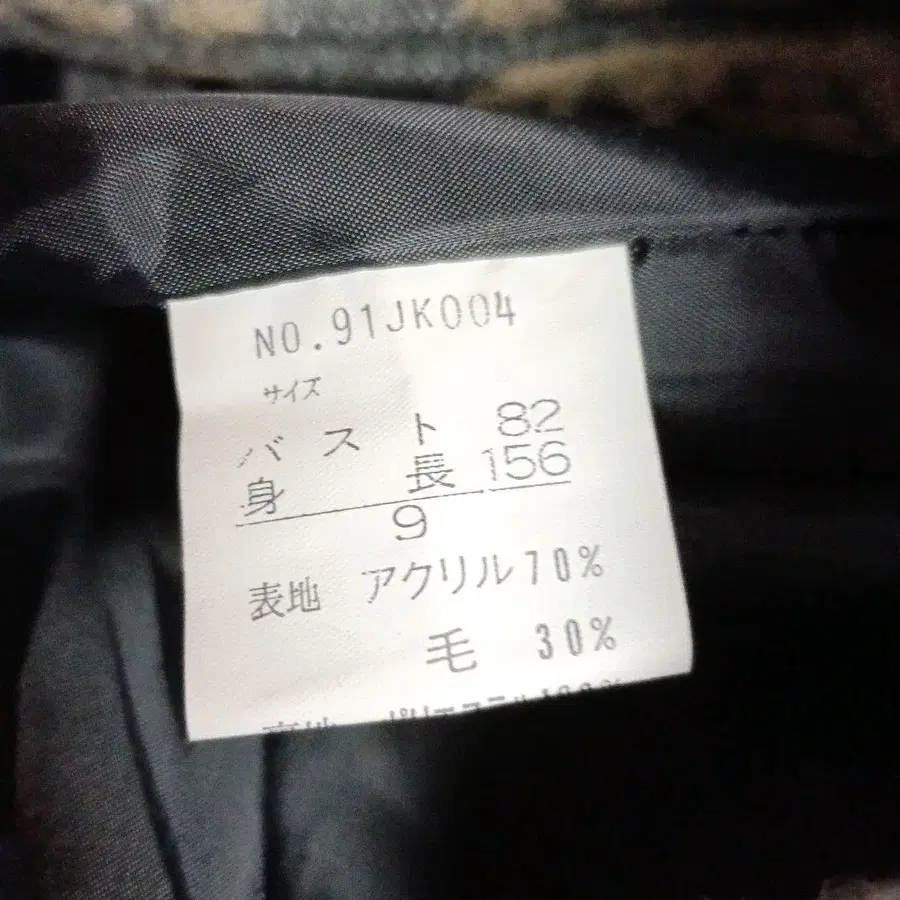 NO.91JK004
サイズ
バスト 82
身長 156
9
表地 アクリル70%
毛 30%